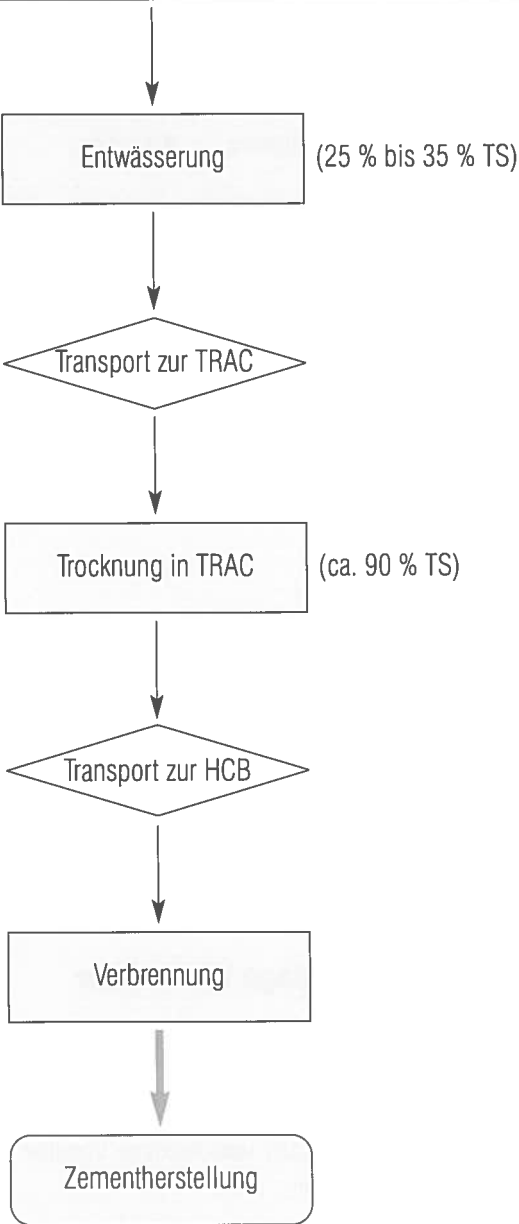 Entwässerung (25 % bis 35 % TS)
Transport zur TRAC
Trocknung in TRAC (ca. 90 % TS)
Transport zur HCB
Verbrennung
Zementherstellung